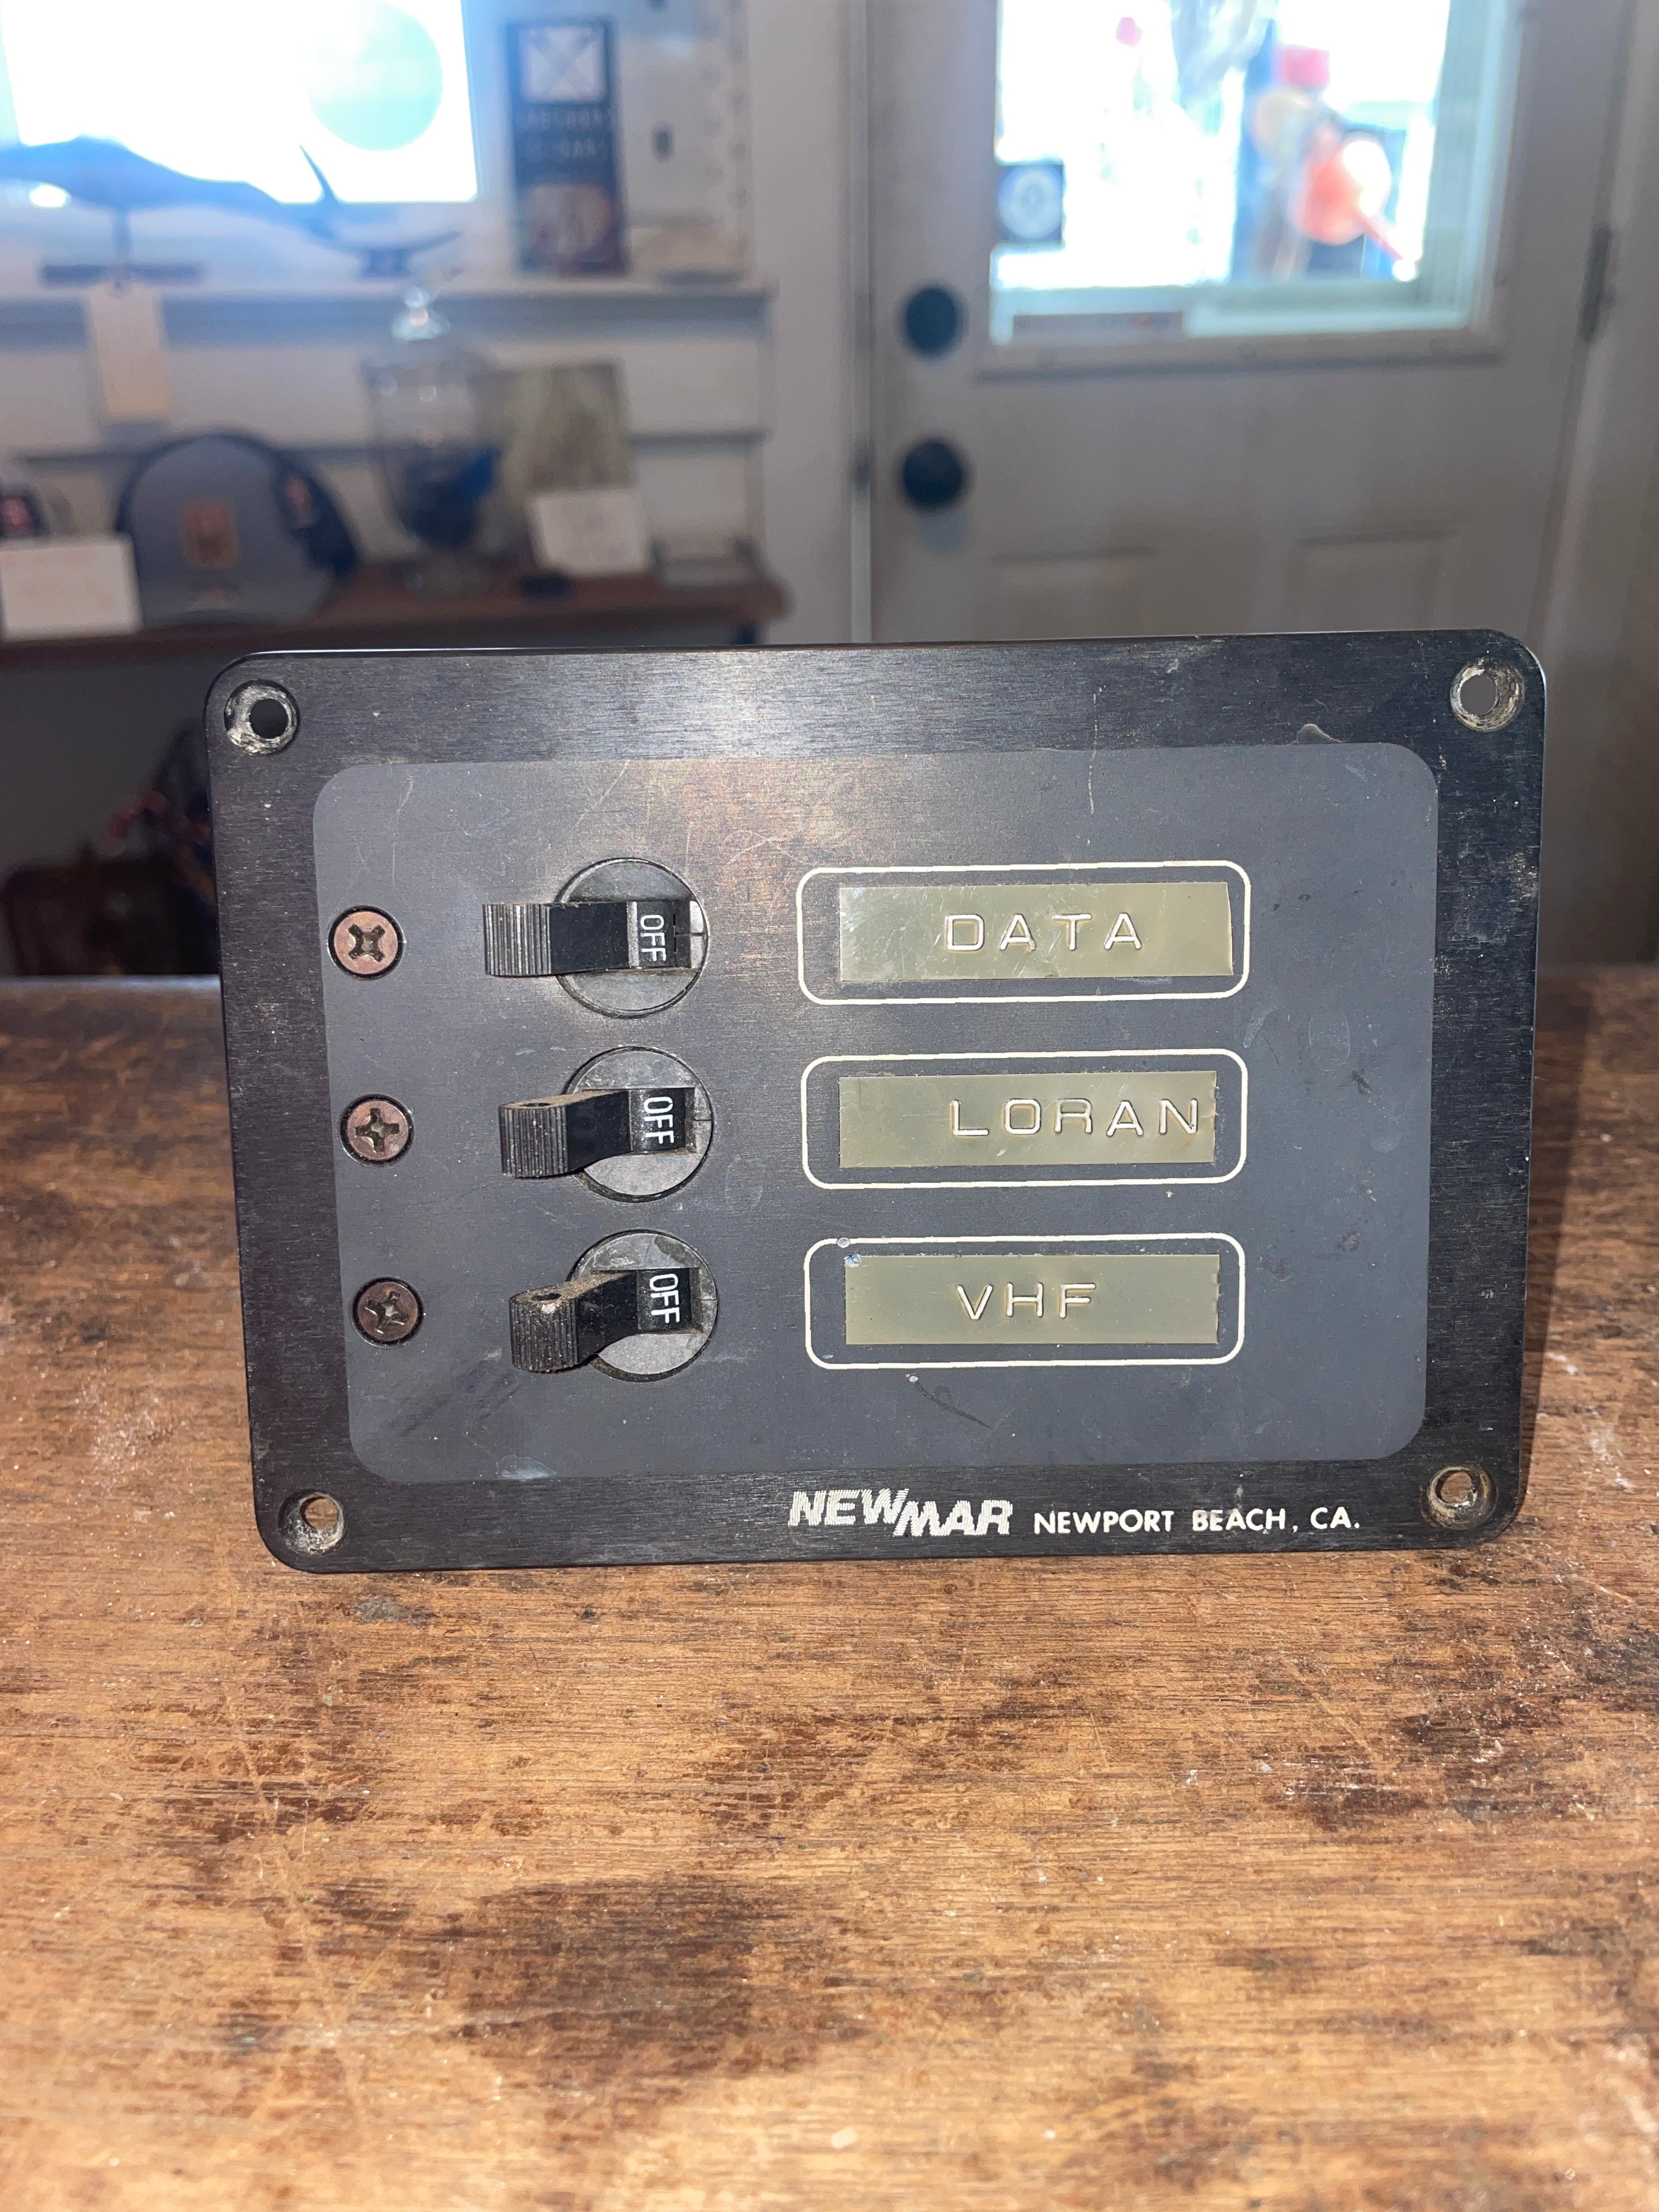 OFF DATA
OFF LORAN
OFF VHF
NEWMAR NEWPORT BEACH, CA.